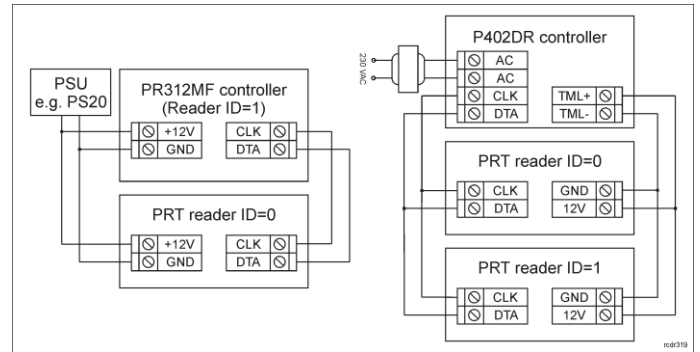 PSU
e.g. PS20
PR312MF controller
(Reader ID=1)
+12V
GND
CLK
DTA
PRT reader ID=0
+12V
GND
CLK
DTA
P402DR controller
230 VAC
AC
AC
CLK
DTA
TML+
TML-
PRT reader ID=0
CLK
DTA
GND
12V
PRT reader ID=1
CLK
DTA
GND
12V
rcdr319